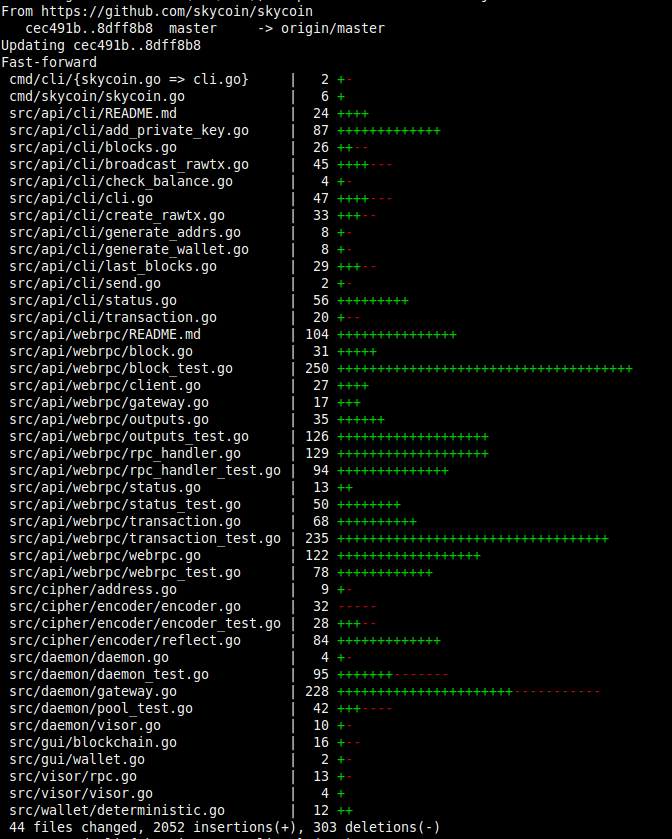 From https://github.com/skycoin/skycoin
   cec491b..8dff8b8  master     -> origin/master
Updating cec491b..8dff8b8
Fast-forward
 cmd/cli/{skycoin.go => cli.go}     |   2 +-
 cmd/skycoin/skycoin.go             |   6 +
 src/api/cli/README.md              |  24 ++++
 src/api/cli/add_private_key.go     |  87 +++++++++++++
 src/api/cli/blocks.go              |  26 ++--
 src/api/cli/broadcast_rawtx.go     |  45 ++++---
 src/api/cli/check_balance.go       |   4 +-
 src/api/cli/cli.go                 |  47 ++++---
 src/api/cli/create_rawtx.go        |  33 +++--
 src/api/cli/generate_addrs.go      |   8 +-
 src/api/cli/generate_wallet.go     |   8 +-
 src/api/cli/last_blocks.go         |  29 +++--
 src/api/cli/send.go                |   2 +-
 src/api/cli/status.go              |  56 +++++++++
 src/api/cli/transaction.go         |  20 +--
 src/api/webrpc/README.md           | 104 +++++++++++++++
 src/api/webrpc/block.go            |  31 +++++
 src/api/webrpc/block_test.go       | 250 +++++++++++++++++++++++++++++++++++++
 src/api/webrpc/client.go           |  27 ++++
 src/api/webrpc/gateway.go          |  17 +++
 src/api/webrpc/outputs.go          |  35 ++++++
 src/api/webrpc/outputs_test.go     | 126 +++++++++++++++++++
 src/api/webrpc/rpc_handler.go      | 129 +++++++++++++++++++
 src/api/webrpc/rpc_handler_test.go |  94 ++++++++++++++
 src/api/webrpc/status.go           |  13 ++
 src/api/webrpc/status_test.go      |  50 ++++++++
 src/api/webrpc/transaction.go      |  68 ++++++++++
 src/api/webrpc/transaction_test.go | 235 ++++++++++++++++++++++++++++++++++
 src/api/webrpc/webrpc.go           | 122 ++++++++++++++++++
 src/api/webrpc/webrpc_test.go      |  78 ++++++++++++
 src/cipher/address.go              |   9 +-
 src/cipher/encoder/encoder.go      |  32 -----
 src/cipher/encoder/encoder_test.go |  28 +++--
 src/cipher/encoder/reflect.go      |  84 +++++++++++++
 src/daemon/daemon.go               |   4 +-
 src/daemon/daemon_test.go          |  95 +++++++-------
 src/daemon/gateway.go              | 228 ++++++++++++++++++++++-----------
 src/daemon/pool_test.go            |  42 +++----
 src/daemon/visor.go                |  10 +-
 src/gui/blockchain.go              |  16 +--
 src/gui/wallet.go                  |   2 +-
 src/visor/rpc.go                   |  13 +-
 src/visor/visor.go                 |   4 +
 src/wallet/deterministic.go        |  12 ++
 44 files changed, 2052 insertions(+), 303 deletions(-)